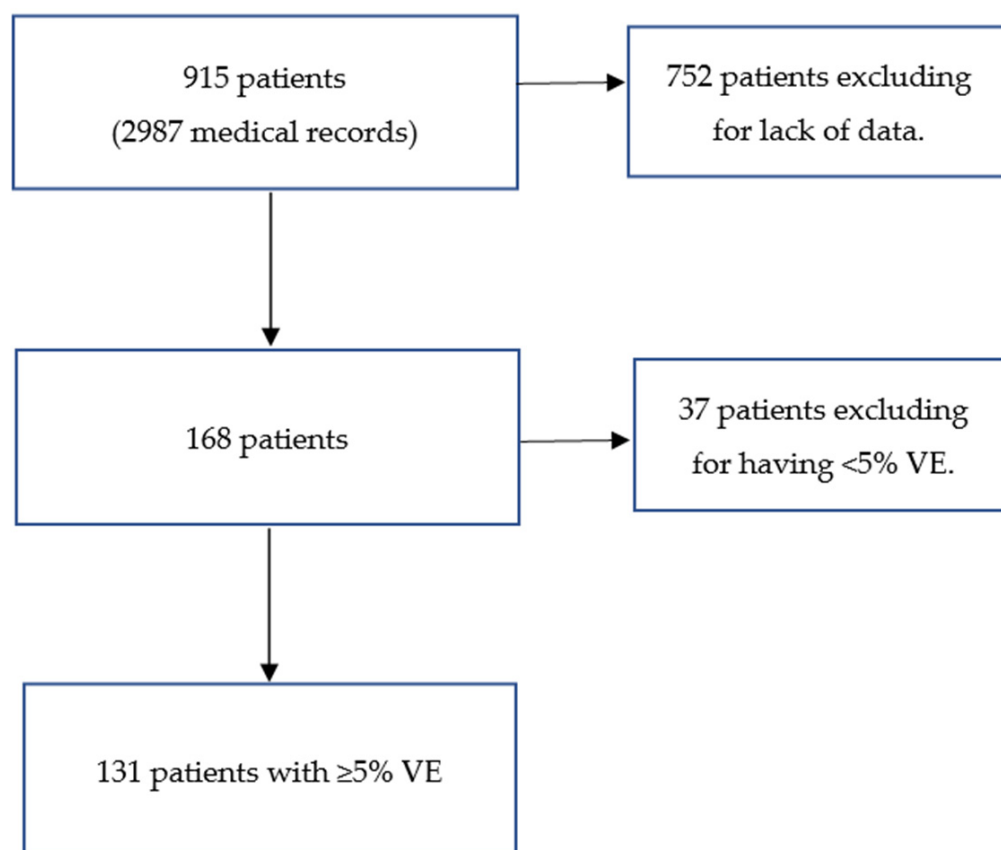 915 patients
(2987 medical records)
752 patients excluding
for lack of data.
168 patients
37 patients excluding
for having <5% VE.
131 patients with ≥5% VE